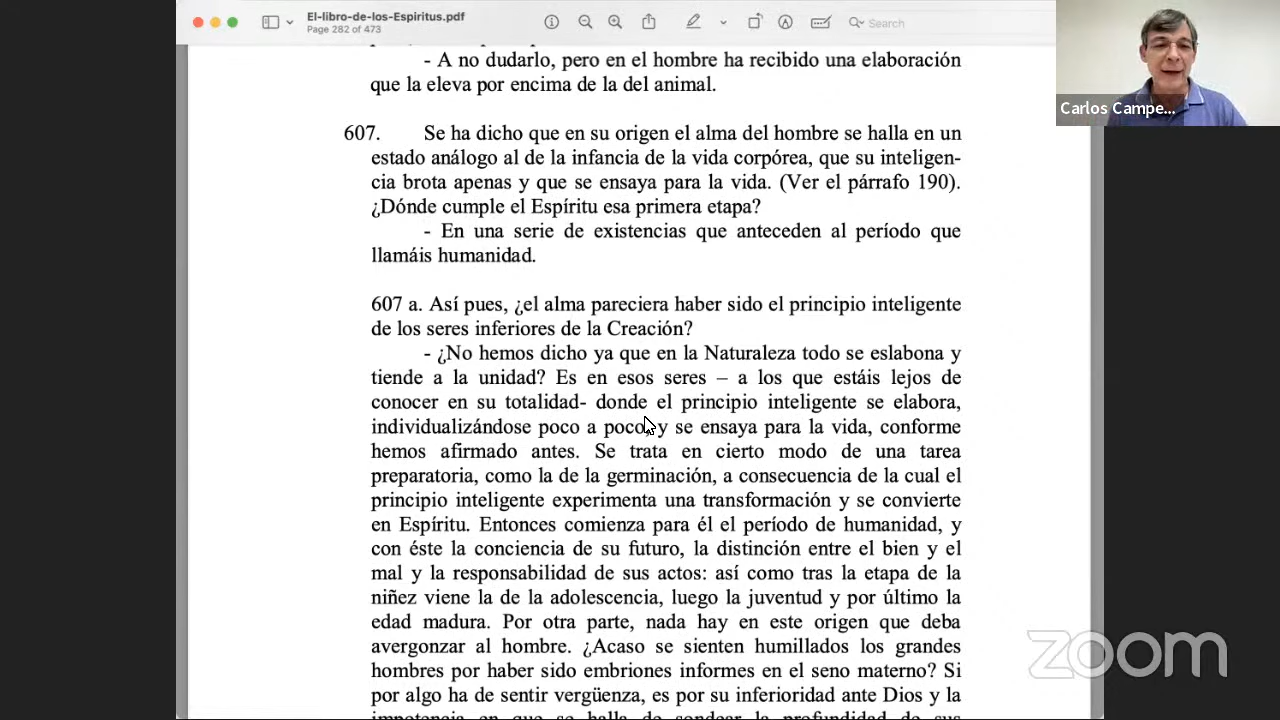 El-libro-de-los-Espiritus.pdf
Page 282 of 473
Search
Carlos Campe...
- A no dudarlo, pero en el hombre ha recibido una elaboración
que la eleva por encima de la del animal.
607. Se ha dicho que en su origen el alma del hombre se halla en un
estado análogo al de la infancia de la vida corpórea, que su inteligen-
cia brota apenas y que se ensaya para la vida. (Ver el párrafo 190).
¿Dónde cumple el Espíritu esa primera etapa?
- En una serie de existencias que anteceden al período que
llamáis humanidad.
607 a. Así pues, ¿el alma pareciera haber sido el principio inteligente
de los seres inferiores de la Creación?
- ¿No hemos dicho ya que en la Naturaleza todo se eslabona y
tiende a la unidad? Es en esos seres – a los que estáis lejos de
conocer en su totalidad- donde el principio inteligente se elabora,
individualizándose poco a poco, y se ensaya para la vida, conforme
hemos afirmado antes. Se trata en cierto modo de una tarea
preparatoria, como la de la germinación, a consecuencia de la cual el
principio inteligente experimenta una transformación y se convierte
en Espíritu. Entonces comienza para él el período de humanidad, y
con éste la conciencia de su futuro, la distinción entre el bien y el
mal y la responsabilidad de sus actos: así como tras la etapa de la
niñez viene la de la adolescencia, luego la juventud y por último la
edad madura. Por otra parte, nada hay en este origen que deba
avergonzar al hombre. ¿Acaso se sienten humillados los grandes
hombres por haber sido embriones informes en el seno materno? Si
por algo ha de sentir vergüenza, es por su inferioridad ante Dios y la
impotencia en que se halla de sondear la profundidad de sus
zoom